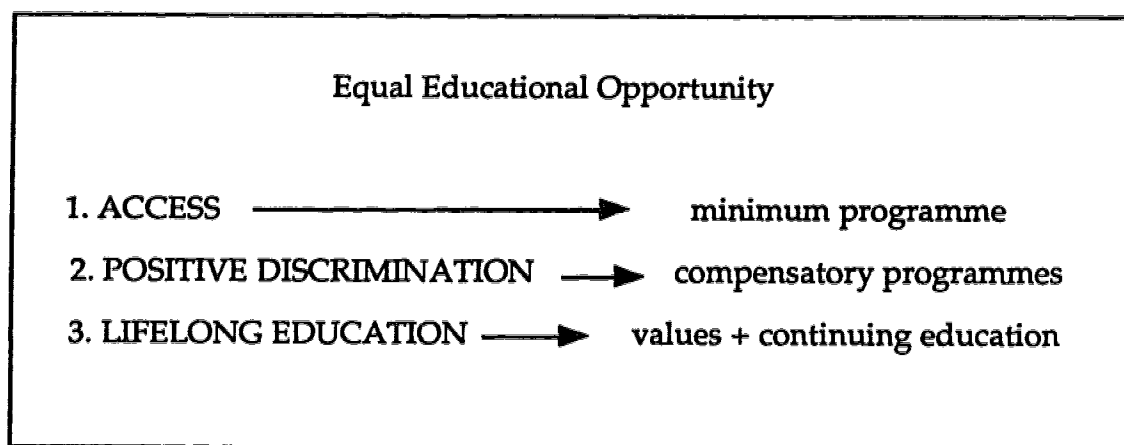 Equal Educational Opportunity
1. ACCESS minimum programme
2. POSITIVE DISCRIMINATION compensatory programmes
3. LIFELONG EDUCATION values + continuing education